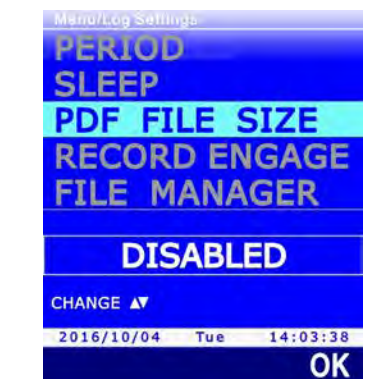 Menu/Log Settings
PERIOD
SLEEP
PDF FILE SIZE
RECORD ENGAGE
FILE MANAGER
DISABLED
CHANGE ▲▼
2016/10/04 Tue 14:03:38
OK